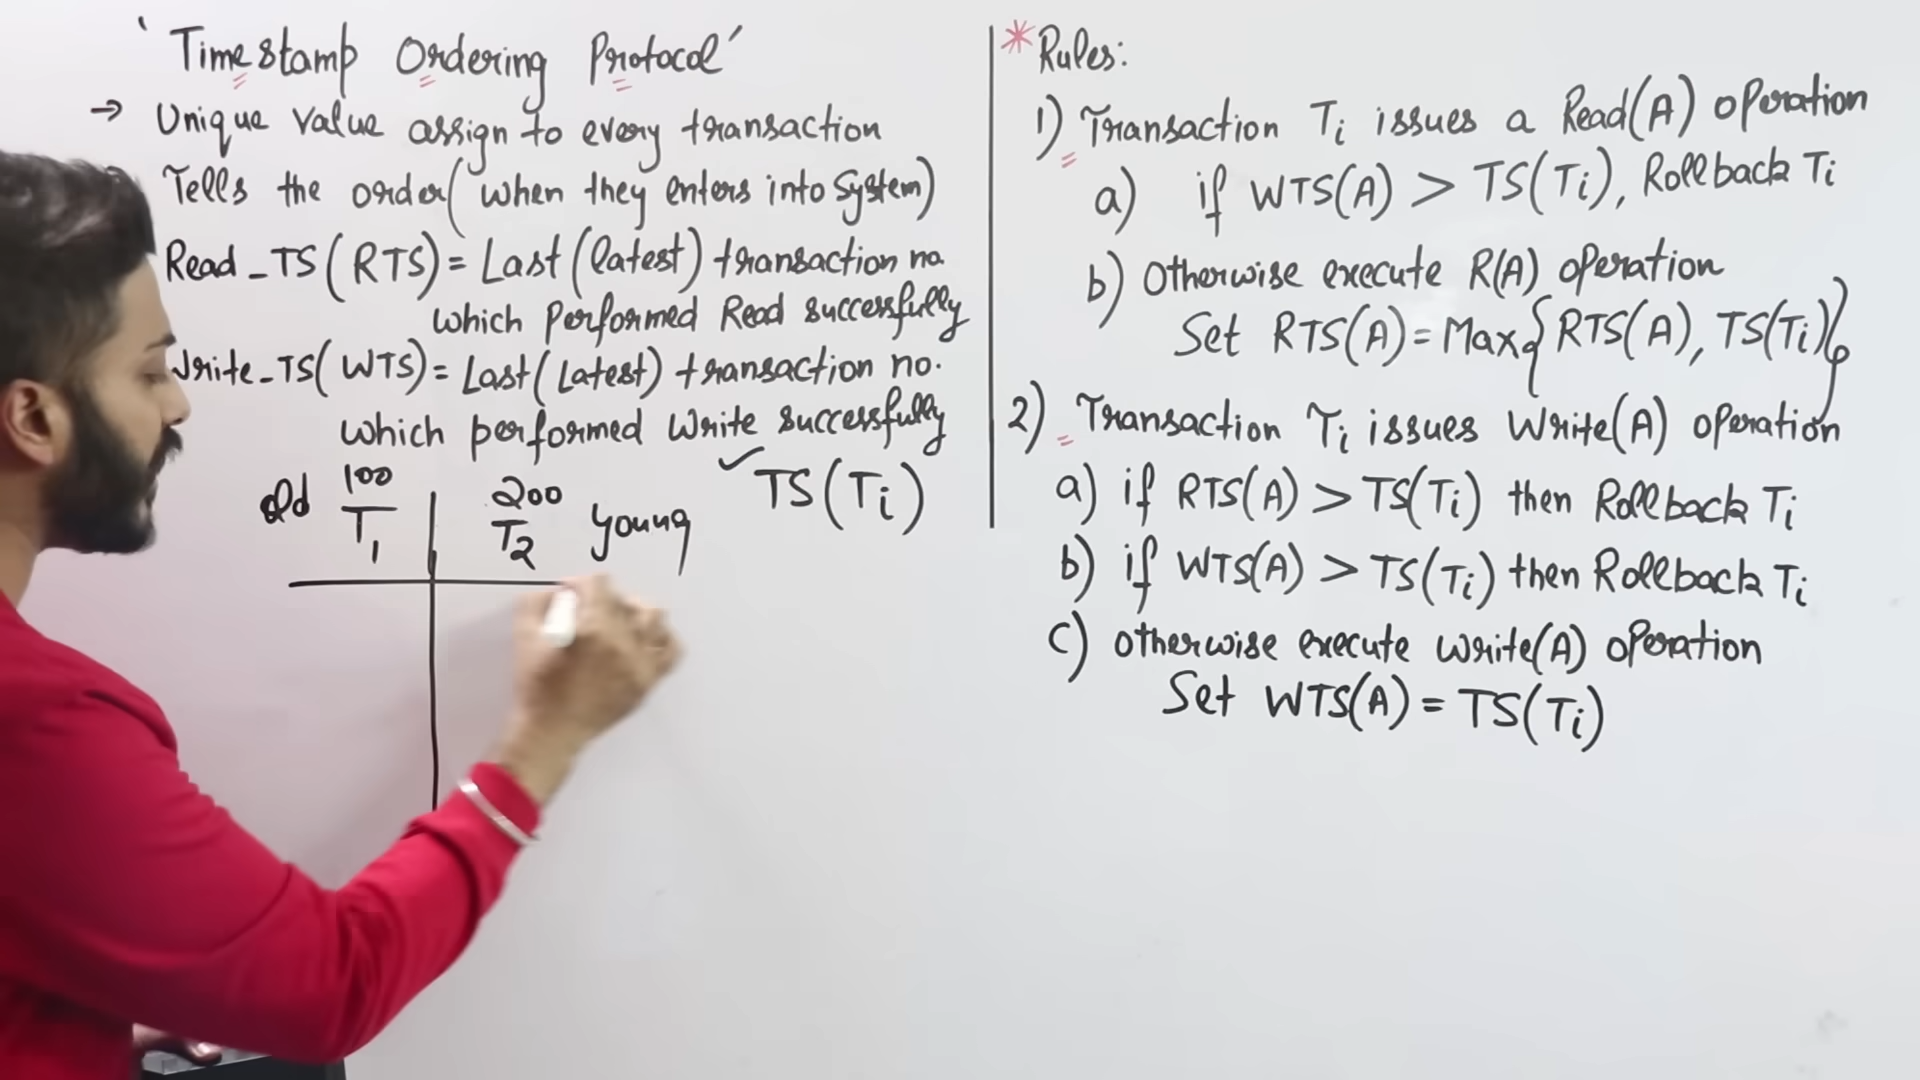 'Timestamp Ordering Protocol'
→ Unique value assign to every transaction
Tells the order (when they enters into System)
Read_TS(RTS) = Last (latest) transaction no.
which performed Read successfully
Write_TS(WTS) = Last (Latest) transaction no.
which performed Write successfully
✓ TS(Ti)
Old 100 200
T1 T2 Young
* Rules:
1) Transaction Ti issues a Read(A) operation
a) if WTS(A) > TS(Ti), Rollback Ti
b) Otherwise execute R(A) operation
Set RTS(A) = Max{RTS(A), TS(Ti)}
2) Transaction Ti issues Write(A) operation
a) if RTS(A) > TS(Ti) then Rollback Ti
b) if WTS(A) > TS(Ti) then Rollback Ti
c) otherwise execute write(A) operation
Set WTS(A) = TS(Ti)